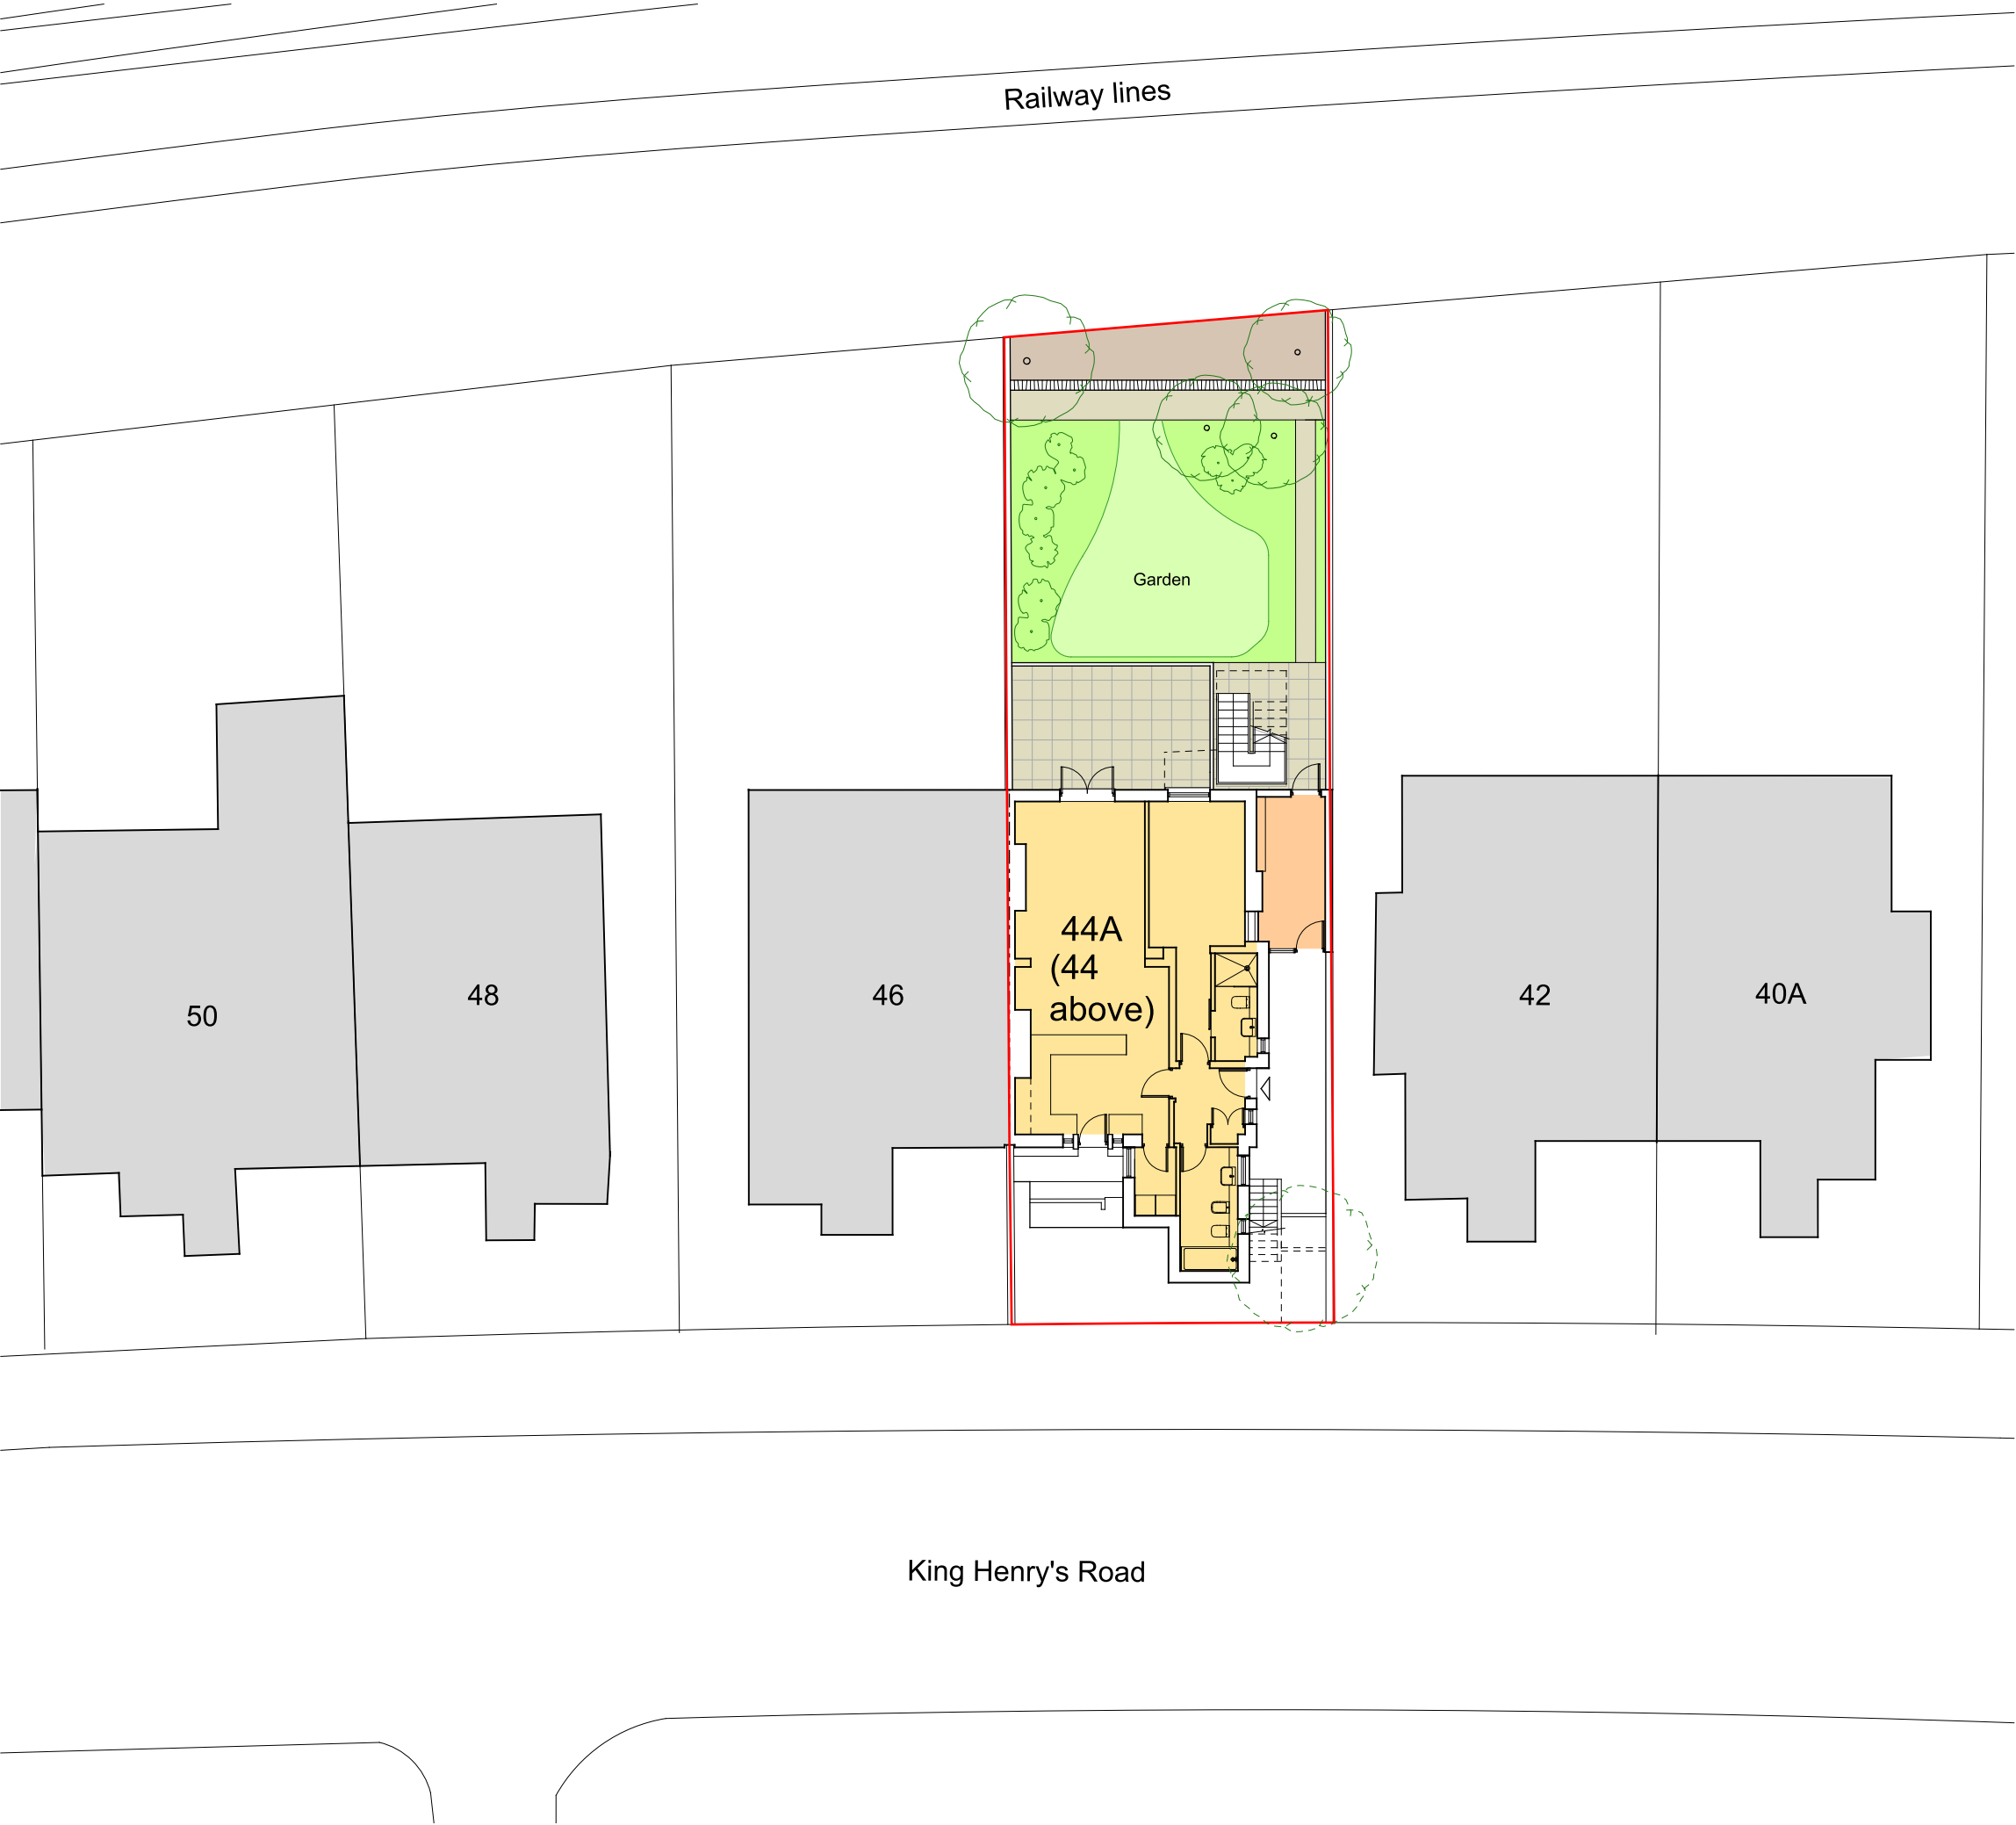 Railway lines
Garden
44A
(44
above)
50
48
46
42
40A
King Henry's Road